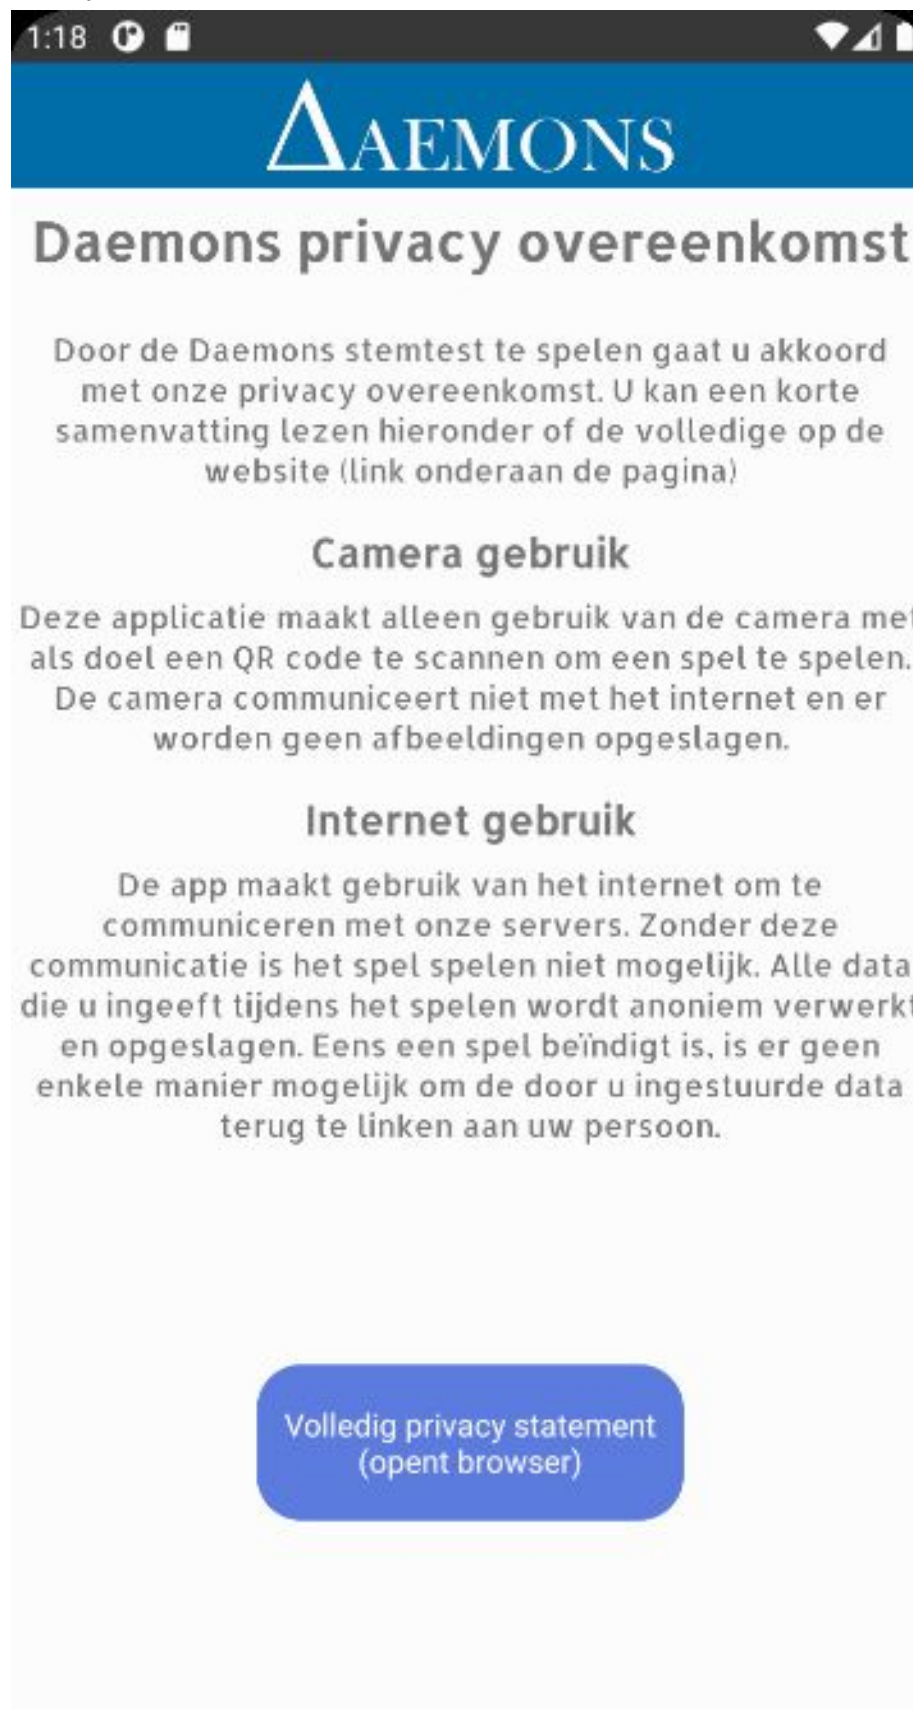 1:18
ΔAEMONS
Daemons privacy overeenkomst
Door de Daemons stemtest te spelen gaat u akkoord
met onze privacy overeenkomst. U kan een korte
samenvatting lezen hieronder of de volledige op de
website (link onderaan de pagina)
Camera gebruik
Deze applicatie maakt alleen gebruik van de camera met
als doel een QR code te scannen om een spel te spelen.
De camera communiceert niet met het internet en er
worden geen afbeeldingen opgeslagen.
Internet gebruik
De app maakt gebruik van het internet om te
communiceren met onze servers. Zonder deze
communicatie is het spel spelen niet mogelijk. Alle data
die u ingeeft tijdens het spelen wordt anoniem verwerkt
en opgeslagen. Eens een spel beïndigt is, is er geen
enkele manier mogelijk om de door u ingestuurde data
terug te linken aan uw persoon.
Volledig privacy statement
(opent browser)